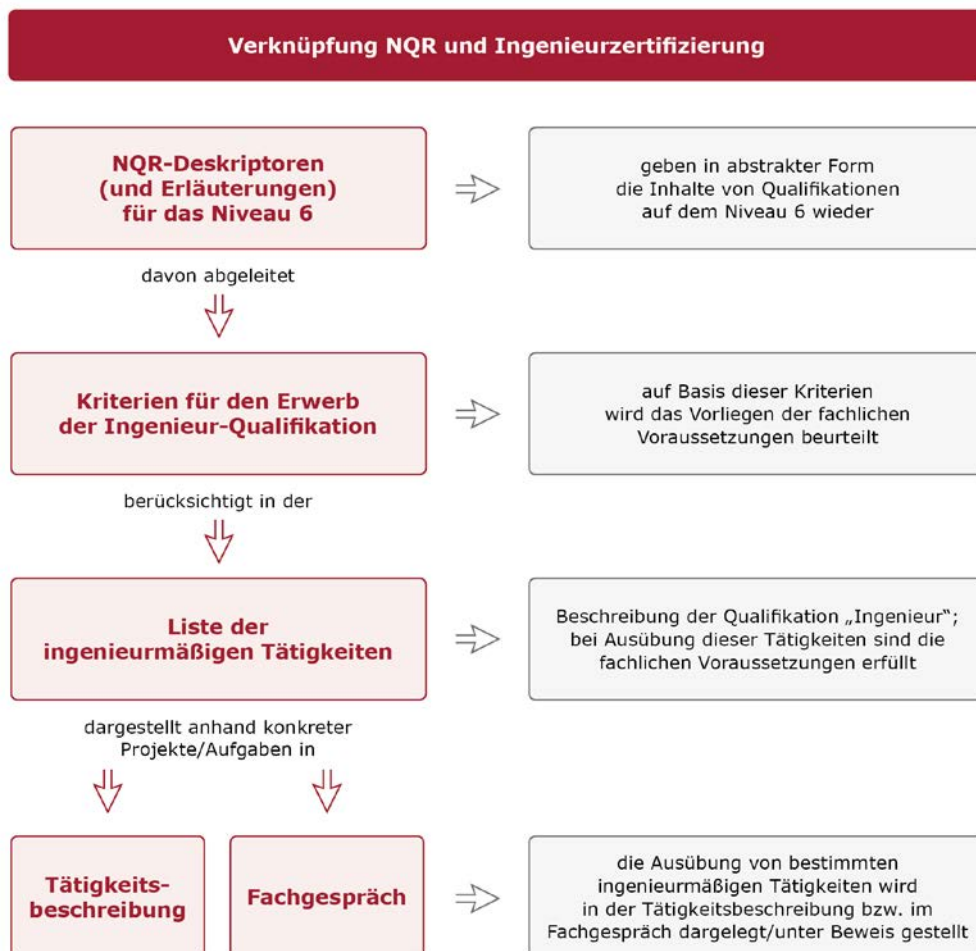 Verknüpfung NQR und Ingenieurzertifizierung
NQR-Deskriptoren
(und Erläuterungen)
für das Niveau 6
geben in abstrakter Form
die Inhalte von Qualifikationen
auf dem Niveau 6 wieder
davon abgeleitet
Kriterien für den Erwerb
der Ingenieur-Qualifikation
auf Basis dieser Kriterien
wird das Vorliegen der fachlichen
Voraussetzungen beurteilt
berücksichtigt in der
Liste der
ingenieurmäßigen Tätigkeiten
Beschreibung der Qualifikation „Ingenieur“;
bei Ausübung dieser Tätigkeiten sind die
fachlichen Voraussetzungen erfüllt
dargestellt anhand konkreter
Projekte/Aufgaben in
Tätigkeits-
beschreibung
Fachgespräch
die Ausübung von bestimmten
ingenieurmäßigen Tätigkeiten wird
in der Tätigkeitsbeschreibung bzw. im
Fachgespräch dargelegt/unter Beweis gestellt